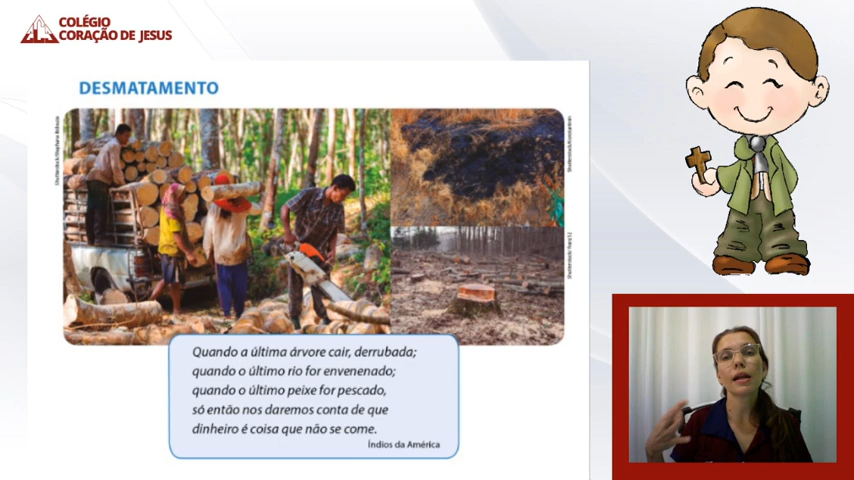 COLÉGIO
CORAÇÃO DE JESUS
DESMATAMENTO
Quando a última árvore cair, derrubada;
quando o último rio for envenenado;
quando o último peixe for pescado,
só então nos daremos conta de que
dinheiro é coisa que não se come.
Índios da América